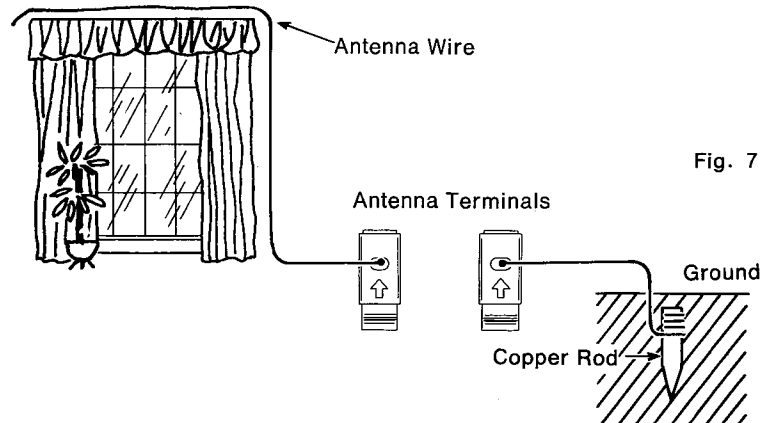 Antenna Wire
Fig. 7
Antenna Terminals
Ground
Copper Rod